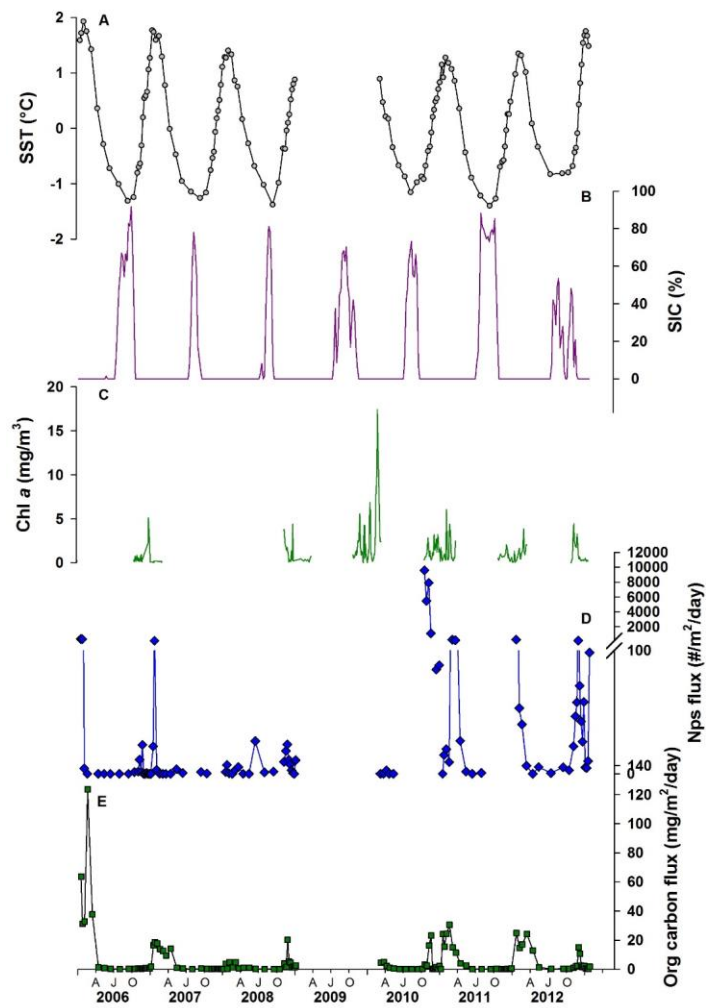 A
2
1
0
-1
-2
SST (°C)
B
100
80
60
40
20
0
SIC (%)
C
20
15
10
5
0
Chl a (mg/m³)
D
12000
10000
8000
6000
4000
2000
100
0
Nps flux (#/m²/day)
E
140
120
100
80
60
40
20
0
Org carbon flux (mg/m²/day)
A J O A J O A J O A J O A J O A J O A J O
2006 2007 2008 2009 2010 2011 2012